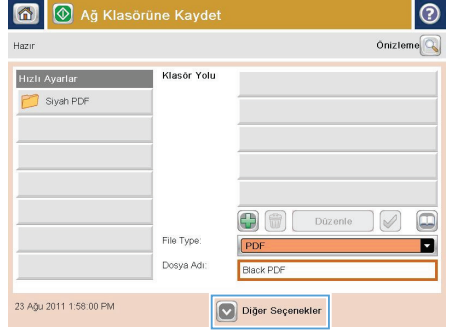 Ağ Klasörüne Kaydet
Hazır
Önizleme
Hızlı Ayarlar
Siyah PDF
Klasör Yolu
Düzenle
File Type:
PDF
Dosya Adı:
Black PDF
23 Ağu 2011 1:58:00 PM
Diğer Seçenekler